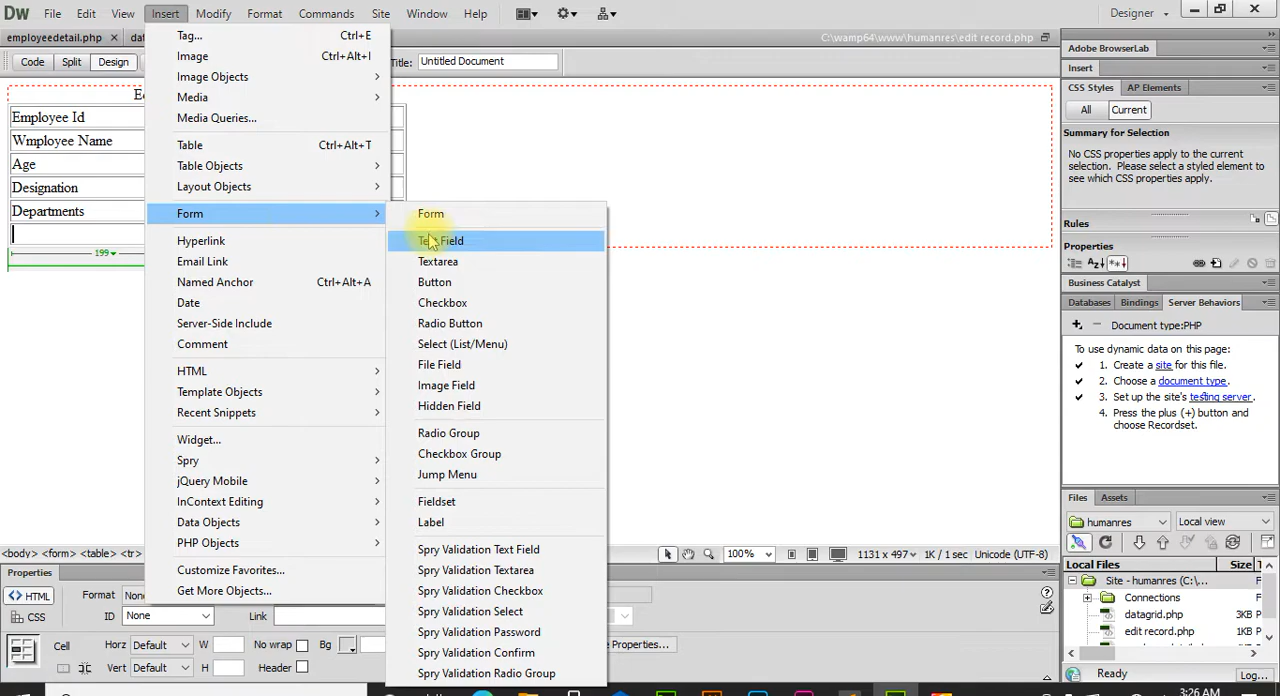 DW File Edit View Insert Modify Format Commands Site Window Help Designer
employeedetail.php × C:\wamp64\www\humanres\edit record.php
Code Split Design Title: Untitled Document
Employee Id
Wmployee Name
Age
Designation
Departments
199
Tag... Ctrl+E
Image Ctrl+Alt+I
Image Objects
Media
Media Queries...
Table Ctrl+Alt+T
Table Objects
Layout Objects
Form
Hyperlink
Email Link
Named Anchor Ctrl+Alt+A
Date
Server-Side Include
Comment
HTML
Template Objects
Recent Snippets
Widget...
Spry
jQuery Mobile
InContext Editing
Data Objects
PHP Objects
Customize Favorites...
Get More Objects...
Form
Text Field
Textarea
Button
Checkbox
Radio Button
Select (List/Menu)
File Field
Image Field
Hidden Field
Radio Group
Checkbox Group
Jump Menu
Fieldset
Label
Spry Validation Text Field
Spry Validation Textarea
Spry Validation Checkbox
Spry Validation Select
Spry Validation Password
Spry Validation Confirm
Spry Validation Radio Group
Adobe BrowserLab
Insert
CSS Styles AP Elements
All Current
Summary for Selection
No CSS properties apply to the current
selection. Please select a styled element to
see which CSS properties apply.
Rules
Properties
Business Catalyst
Databases Bindings Server Behaviors
Document type:PHP
To use dynamic data on this page:
1. Create a site for this file.
2. Choose a document type.
3. Set up the site's testing server.
4. Press the plus (+) button and
choose Recordset.
Files Assets
humanres Local view
Local Files Size
Site - humanres (C:\...
Connections
datagrid.php 3KB
edit record.php 1KB
Ready Log...
<body> <form> <table> <tr> 100% 1131 x 497 1K / 1 sec Unicode (UTF-8)
Properties
HTML Format
CSS ID None Link
Cell Horz Default W No wrap Bg
Vert Default H Header
3:26 AM